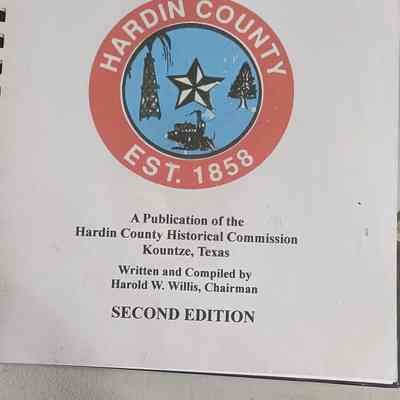 HARDIN COUNTY
EST. 1858
A Publication of the
Hardin County Historical Commission
Kountze, Texas
Written and Compiled by
Harold W. Willis, Chairman
SECOND EDITION